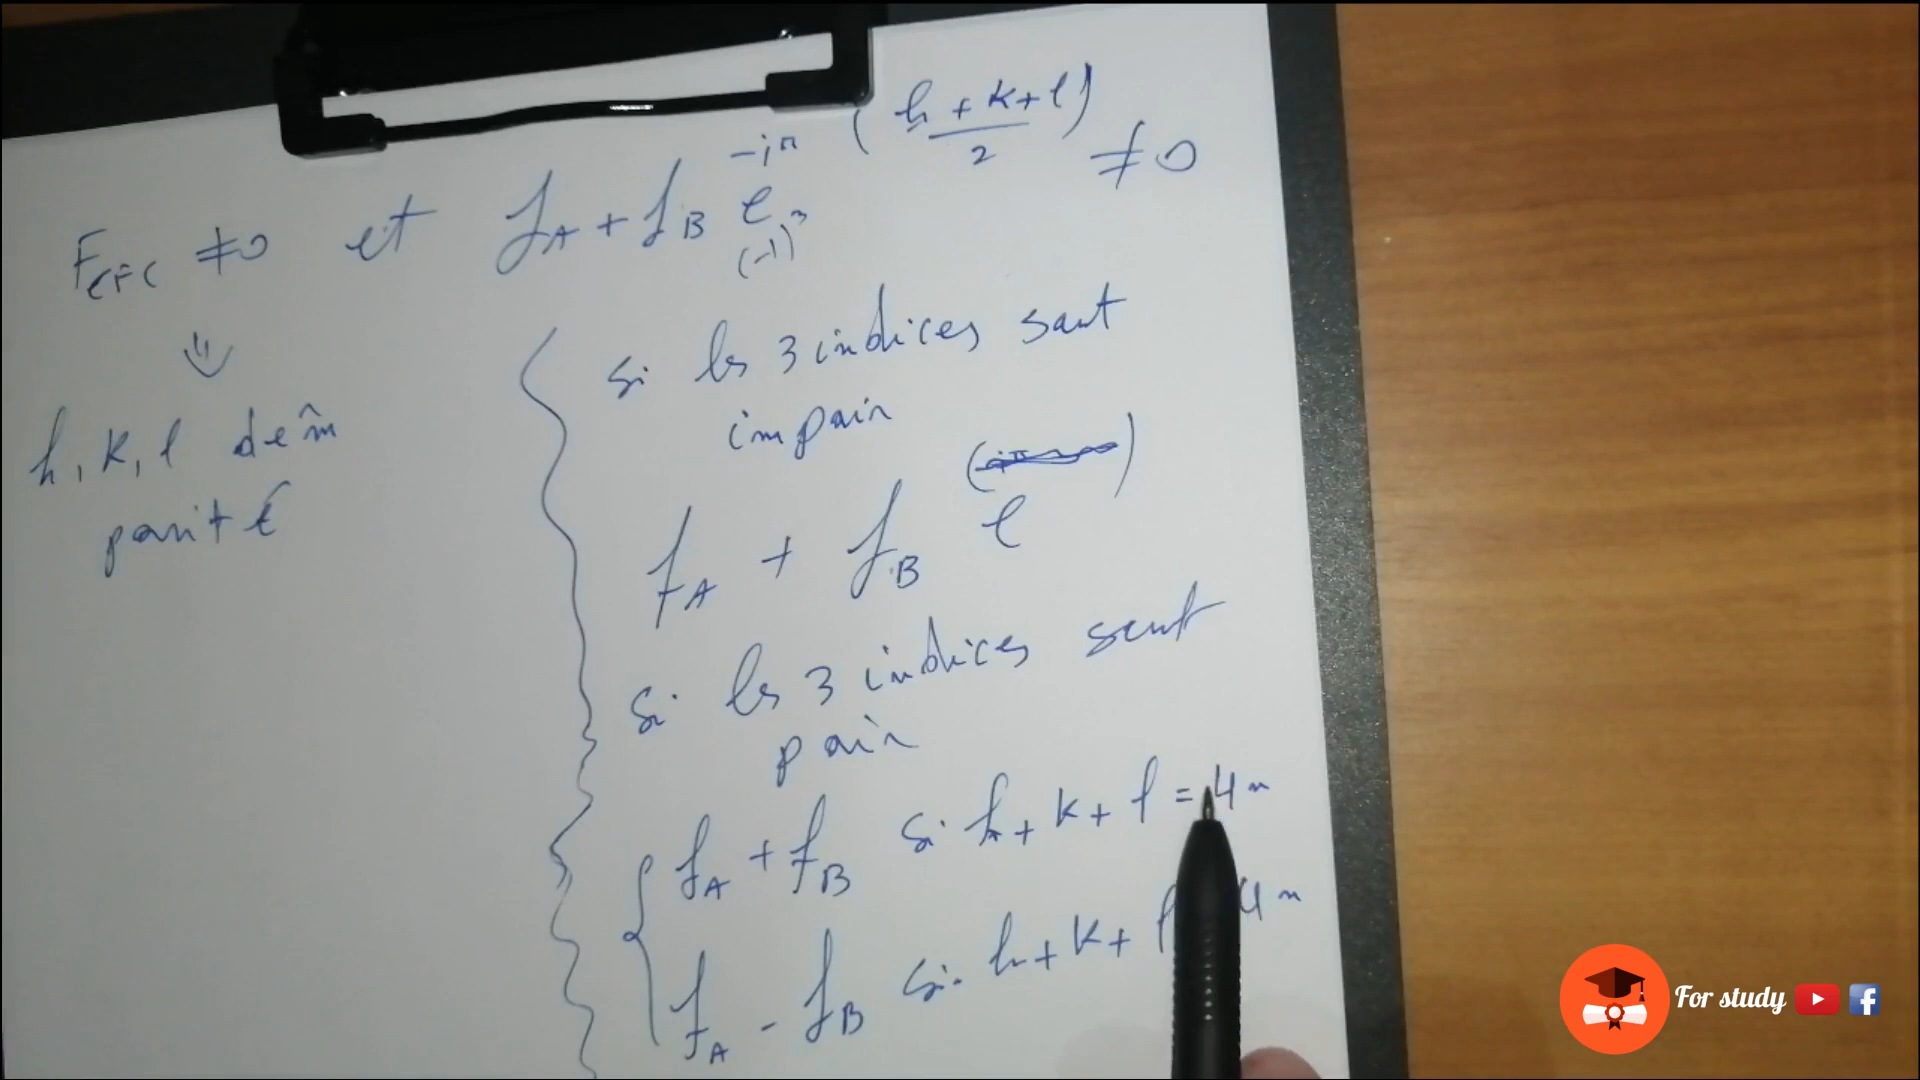 F_CFC ≠ 0 et f_A + f_B e^{-iπ((h+k+l)/2)} ≠ 0
(-1)^n
⇓
h, k, l de m̂
parité
si les 3 indices sont
impair
f_A + f_B e
si les 3 indices sont
pair
f_A + f_B si h + k + l = 4n
f_A - f_B si h + k + l 4n
For study